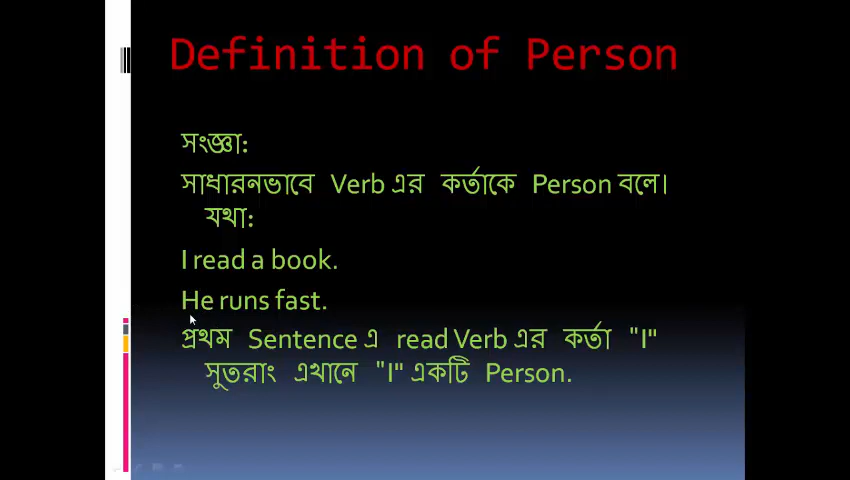 Definition of Person
সংজ্ঞা:
সাধারনভাবে Verb এর কর্তাকে Person বলে।
যথা:
I read a book.
He runs fast.
প্রথম Sentence এ read Verb এর কর্তা "I"
সুতরাং এখানে "I" একটি Person.